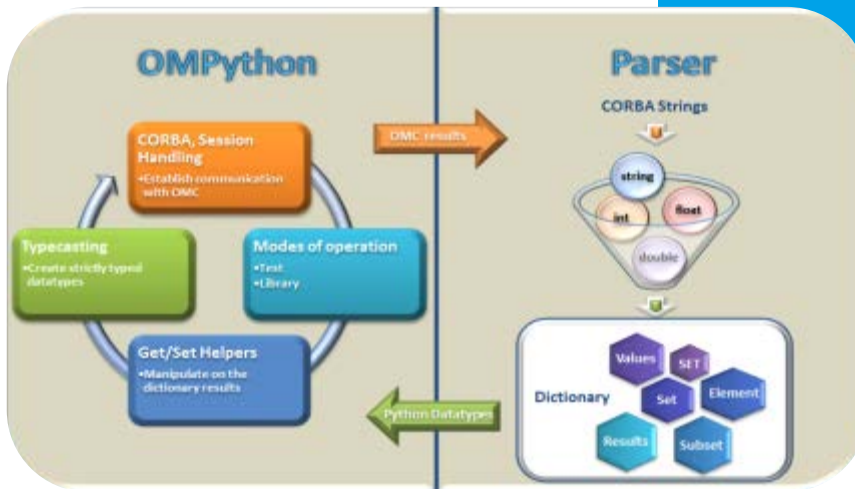 OMPython
CORBA, Session
Handling
•Establish communication
with OMC
Typecasting
•Create strictly typed
datatypes
Modes of operation
•Test
•Library
Get/Set Helpers
•Manipulate on the
dictionary results
OMC results
Python Datatypes
Parser
CORBA Strings
string
int
float
double
Dictionary
Values
SET
Set
Element
Results
Subset